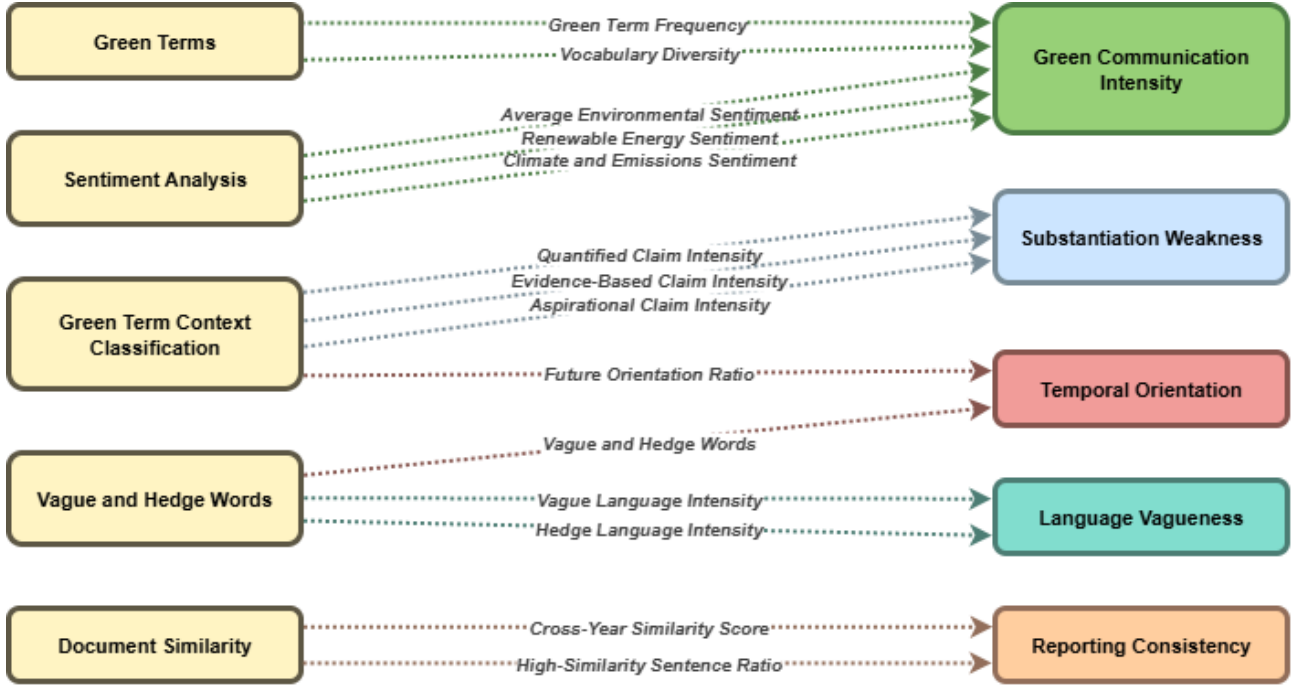 Green Terms
Green Term Frequency
Vocabulary Diversity
Green Communication
Intensity
Sentiment Analysis
Average Environmental Sentiment
Renewable Energy Sentiment
Climate and Emissions Sentiment
Green Term Context
Classification
Quantified Claim Intensity
Evidence-Based Claim Intensity
Aspirational Claim Intensity
Substantiation Weakness
Future Orientation Ratio
Temporal Orientation
Vague and Hedge Words
Vague and Hedge Words
Vague Language Intensity
Hedge Language Intensity
Language Vagueness
Document Similarity
Cross-Year Similarity Score
High-Similarity Sentence Ratio
Reporting Consistency